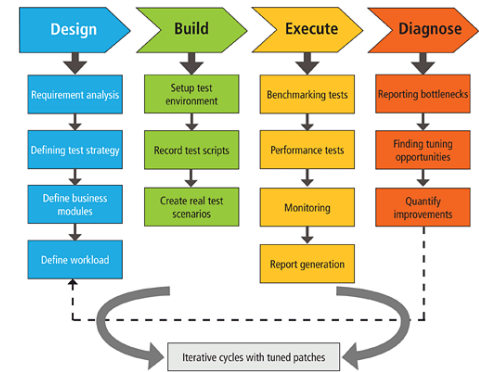 Design
Build
Execute
Diagnose
Requirement analysis
Defining test strategy
Define business
modules
Define workload
Setup test
environment
Record test scripts
Create real test
scenarios
Benchmarking tests
Performance tests
Monitoring
Report generation
Reporting bottlenecks
Finding tuning
opportunities
Quantify
improvements
Iterative cycles with tuned patches